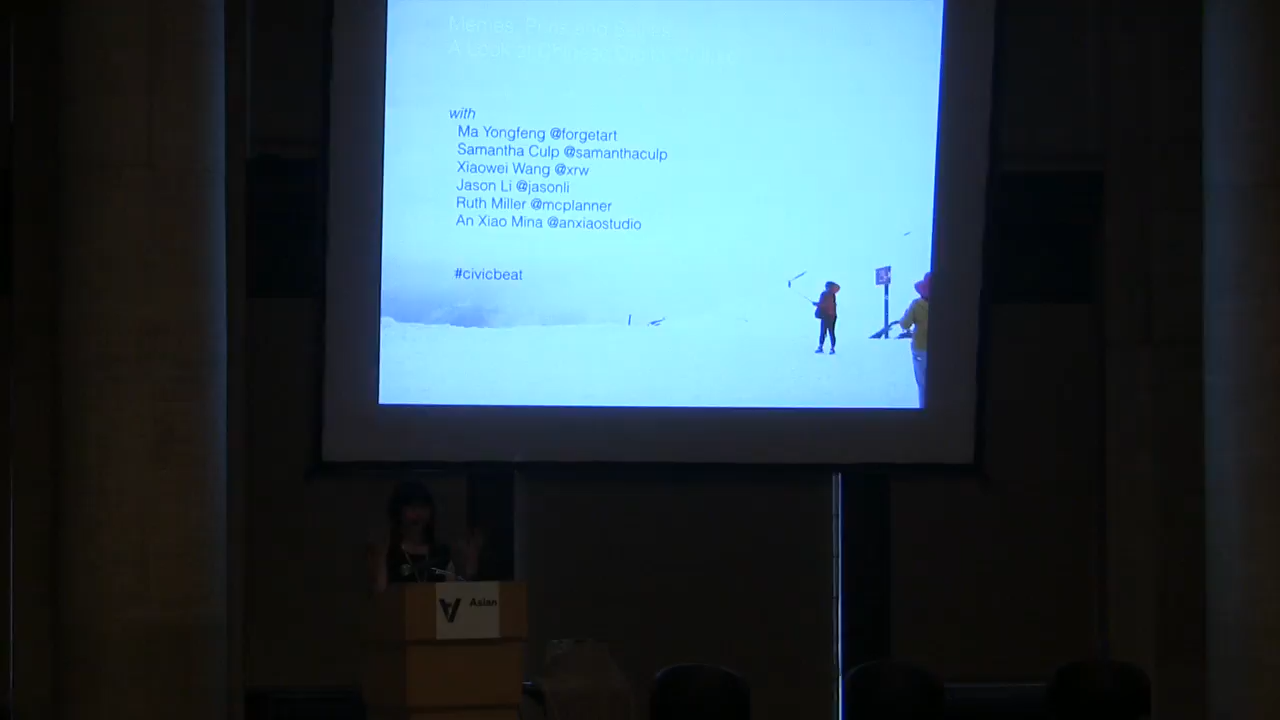 with
Ma Yongfeng @forgetart
Samantha Culp @samanthaculp
Xiaowei Wang @xrw
Jason Li @jasonli
Ruth Miller @mcplanner
An Xiao Mina @anxiaostudio
#civicbeat
Asian